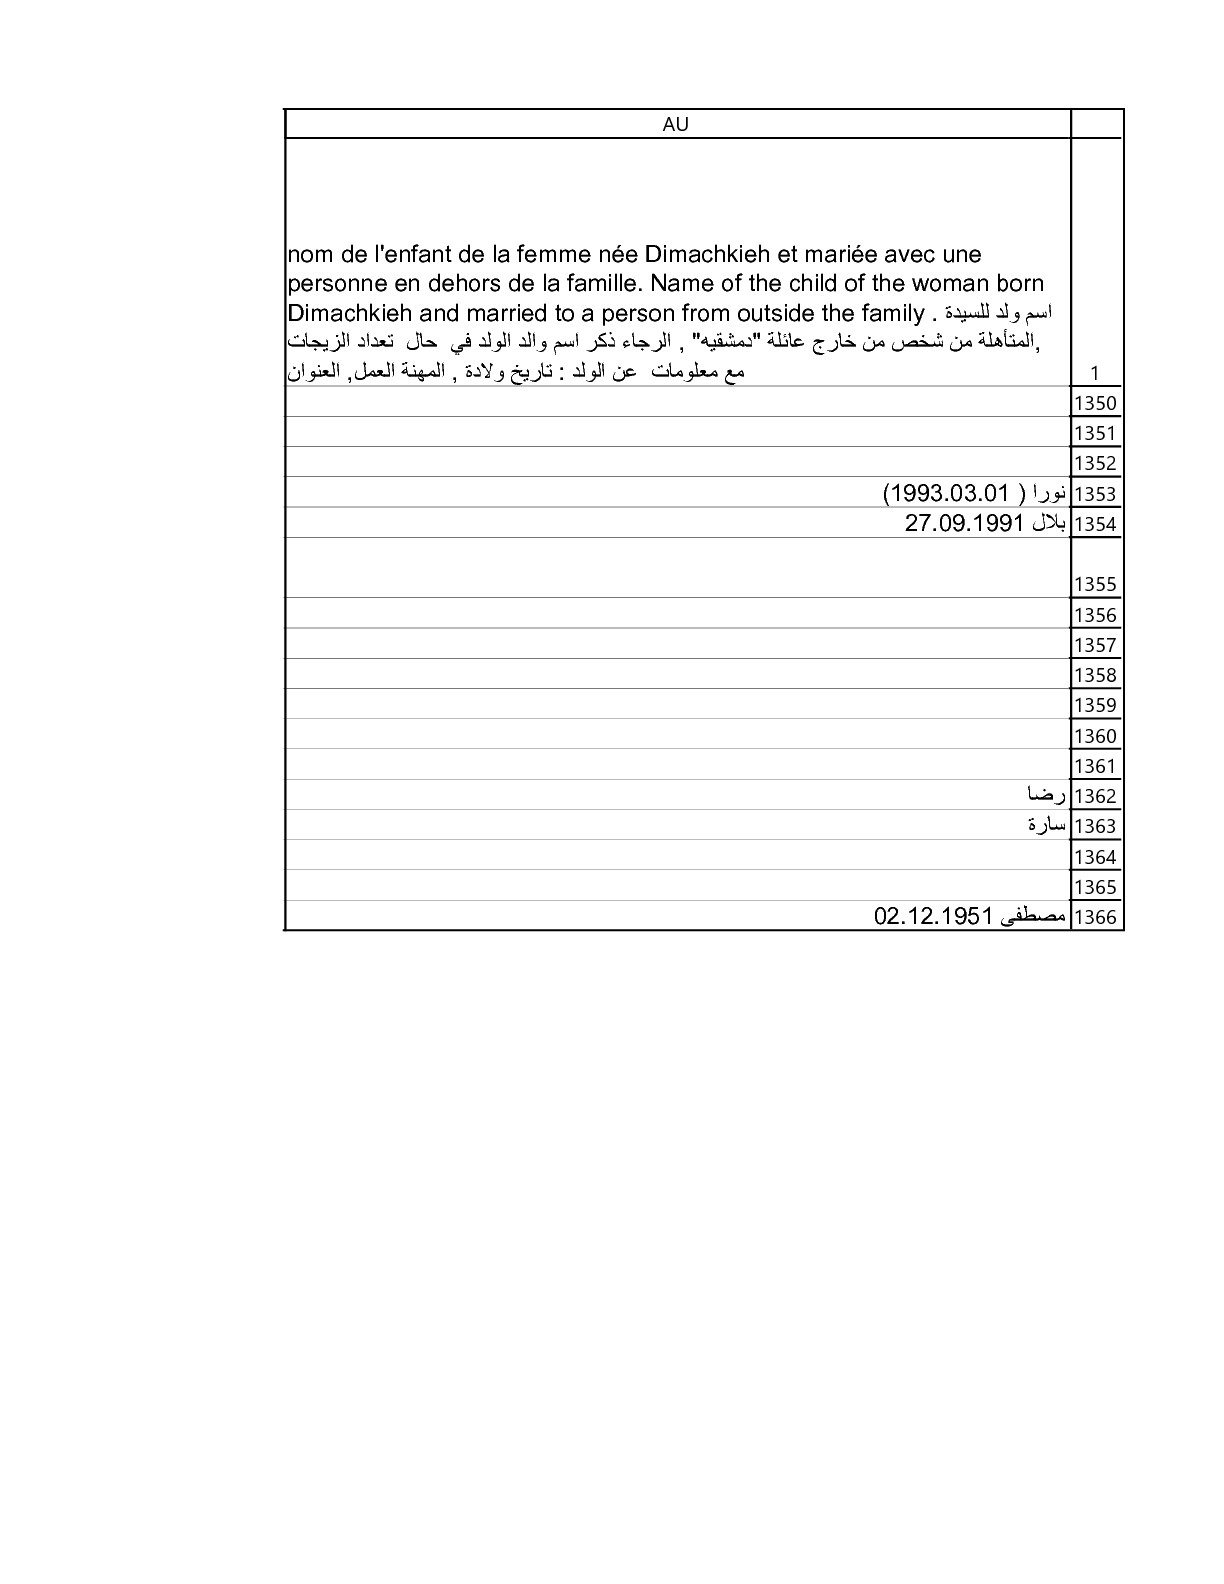 AU
nom de l'enfant de la femme née Dimachkieh et mariée avec une
personne en dehors de la famille. Name of the child of the woman born
Dimachkieh and married to a person from outside the family . اسم ولد للسيدة
المتأهلة من شخص من خارج عائلة "دمشقيه" , الرجاء ذكر اسم والد الولد في حال تعداد الزيجات,
مع معلومات عن الولد : تاريخ ولادة , المهنة العمل, العنوان
1
1350
1351
1352
1353 نورا ( 1993.03.01)
1354 بلال 27.09.1991
1355
1356
1357
1358
1359
1360
1361
1362 رضا
1363 سارة
1364
1365
1366 مصطفى 02.12.1951